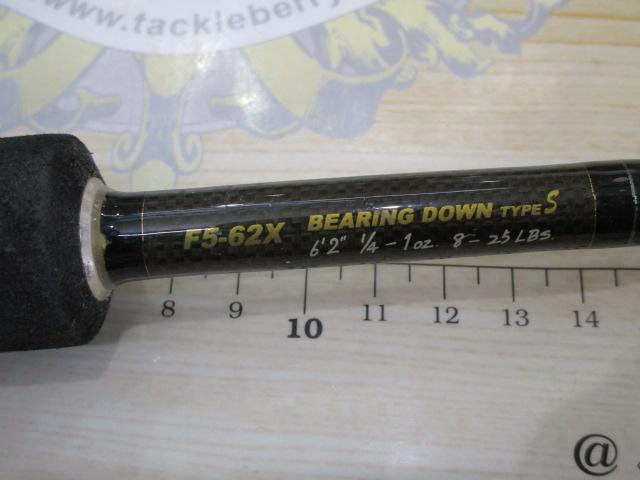 www.tackleberry
F5-62X BEARING DOWN TYPE S
6'2" 1/4-1oz. 8-25LBS.
8 9 10 11 12 13 14
@